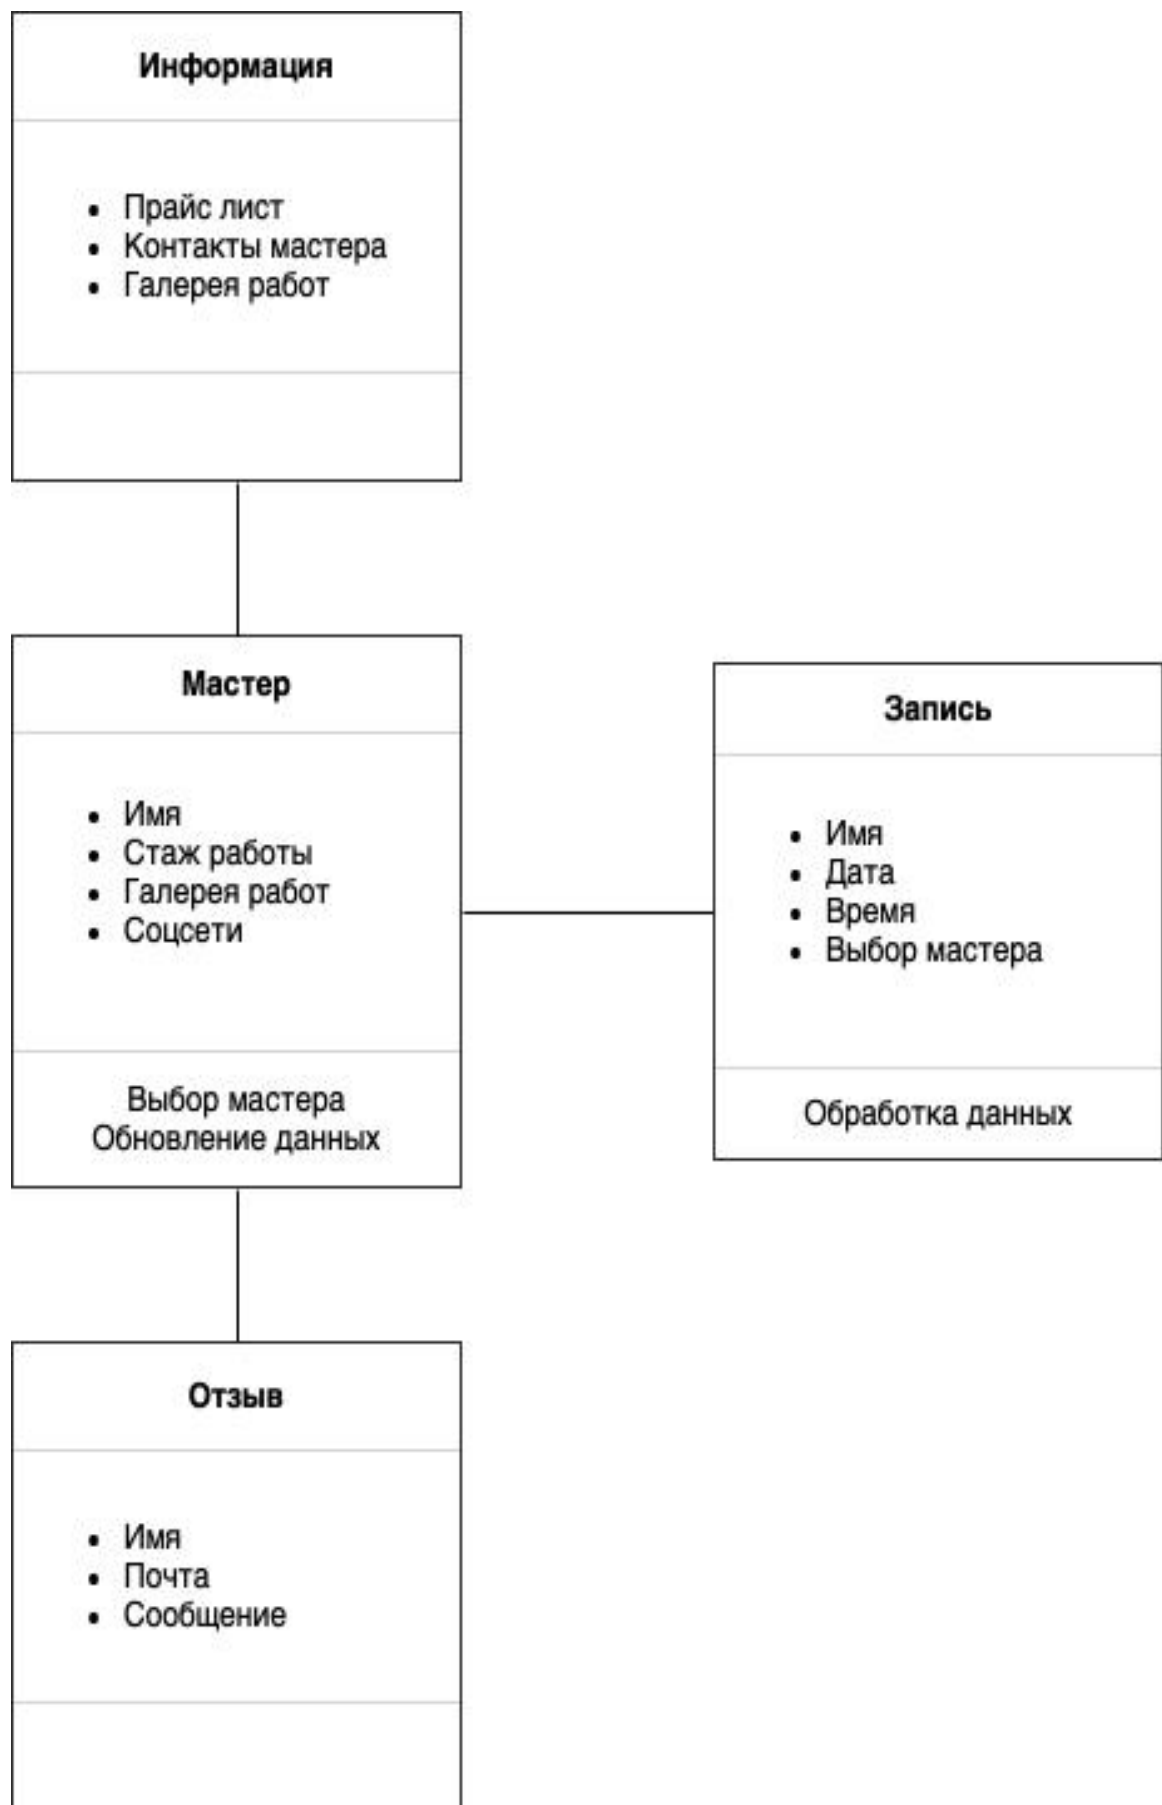 Информация
• Прайс лист
• Контакты мастера
• Галерея работ
Мастер
• Имя
• Стаж работы
• Галерея работ
• Соцсети
Выбор мастера
Обновление данных
Запись
• Имя
• Дата
• Время
• Выбор мастера
Обработка данных
Отзыв
• Имя
• Почта
• Сообщение